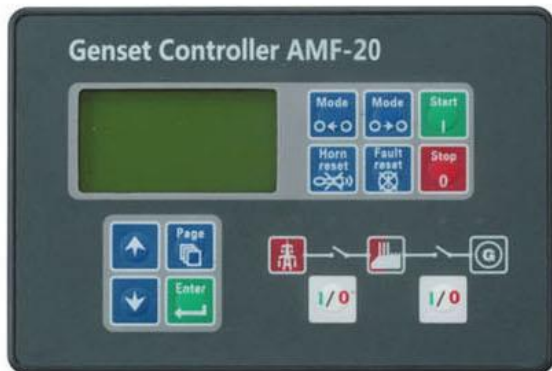 Genset Controller AMF-20
Mode
Mode
Start
I
Horn
reset
Fault
reset
Stop
0
Page
Enter
G
I/0
I/0